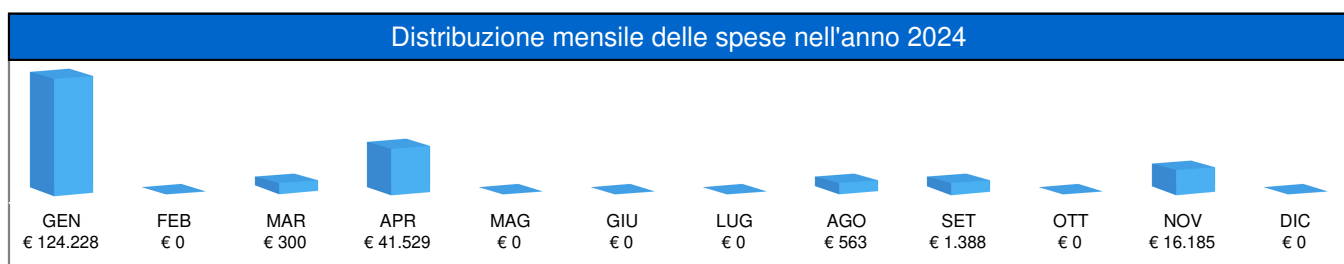 Distribuzione mensile delle spese nell'anno 2024
GEN FEB MAR APR MAG GIU LUG AGO SET OTT NOV DIC
€ 124.228 € 0 € 300 € 41.529 € 0 € 0 € 0 € 563 € 1.388 € 0 € 16.185 € 0